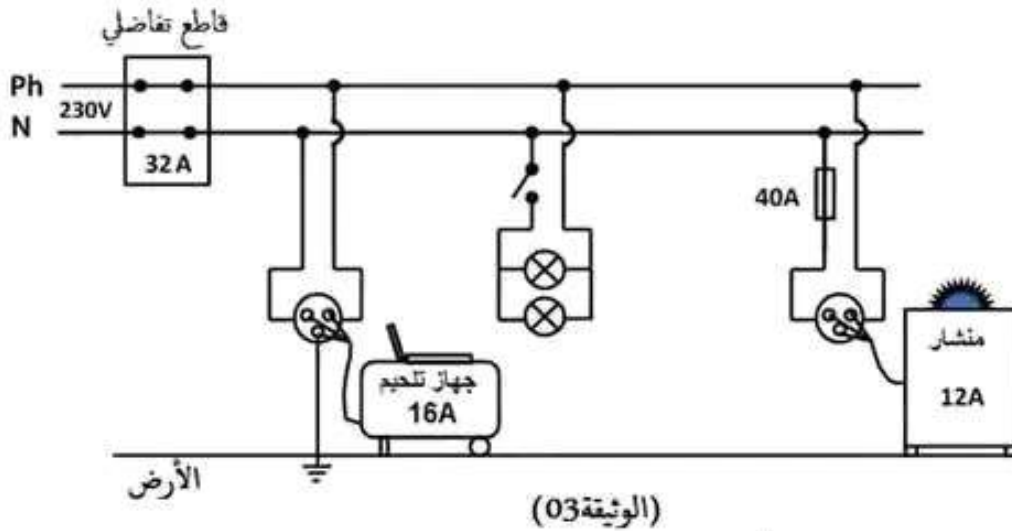 قاطع تفاضلي
Ph
230V
N
32A
40A
منشار
12A
جهاز تلحيم
16A
الأرض
(الوثيقة03)